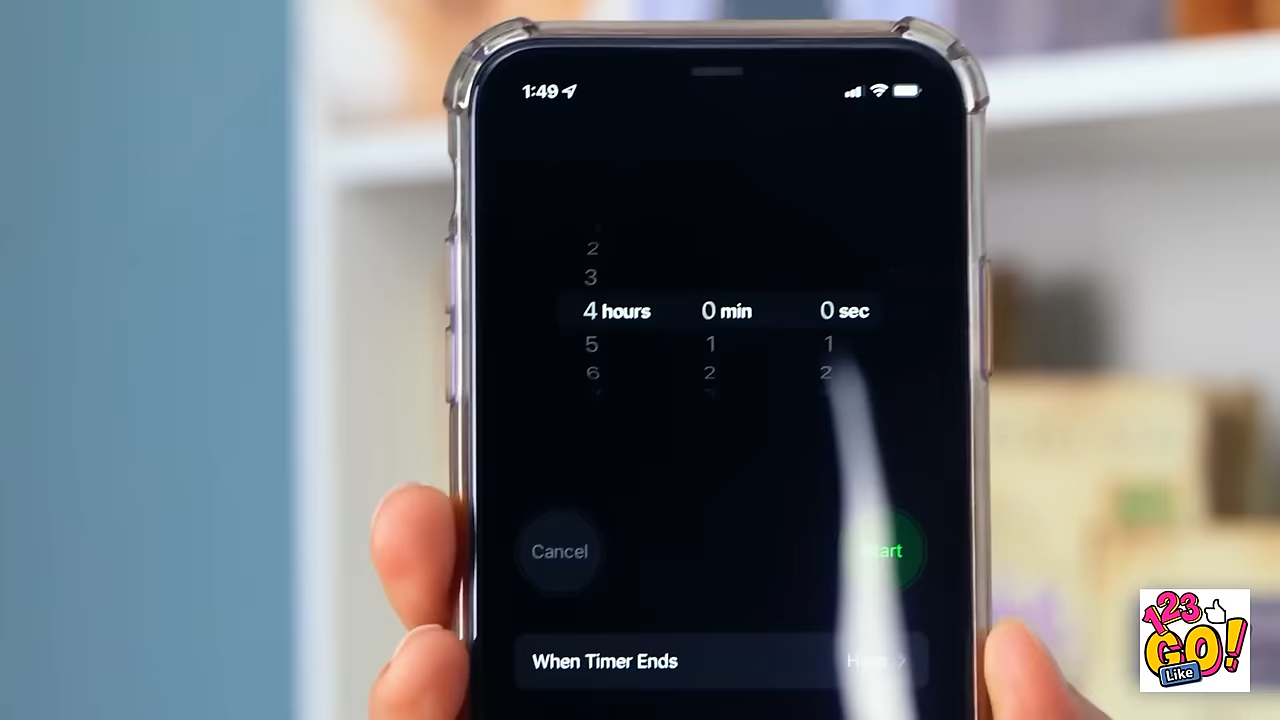 1:49
2
3
4 hours 0 min 0 sec
5 1 1
6 2 2
Cancel
When Timer Ends
123
GO!
Like